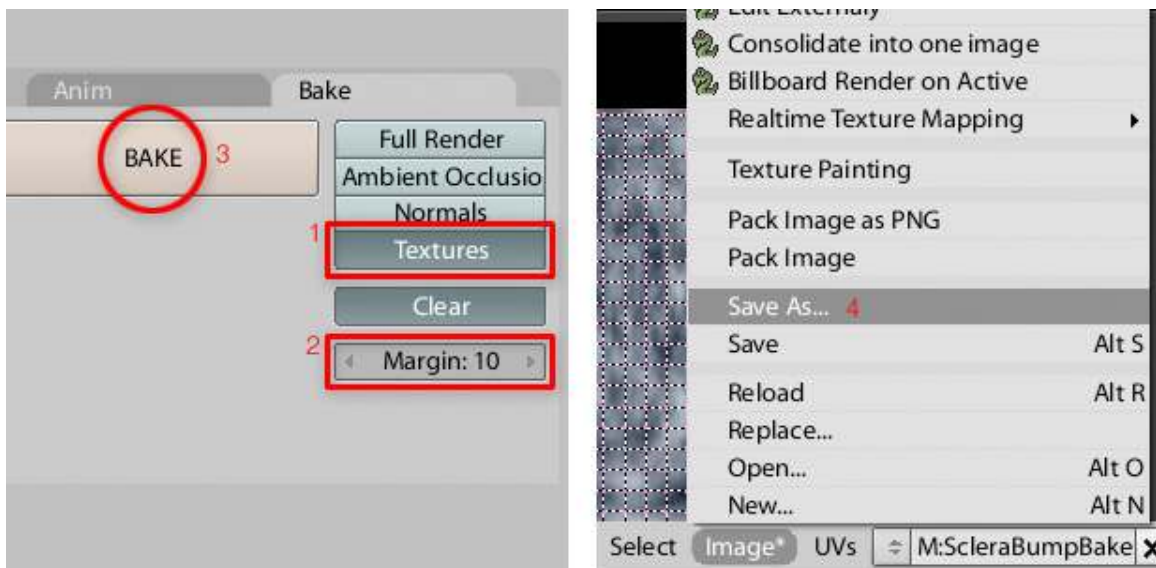 Anim
Bake
BAKE
3
Full Render
Ambient Occlusio
Normals
1
Textures
Clear
2
Margin: 10
Edit Externaly
Consolidate into one image
Billboard Render on Active
Realtime Texture Mapping
Texture Painting
Pack Image as PNG
Pack Image
Save As... 4
Save Alt S
Reload Alt R
Replace...
Open... Alt O
New... Alt N
Select Image* UVs M:ScleraBumpBake